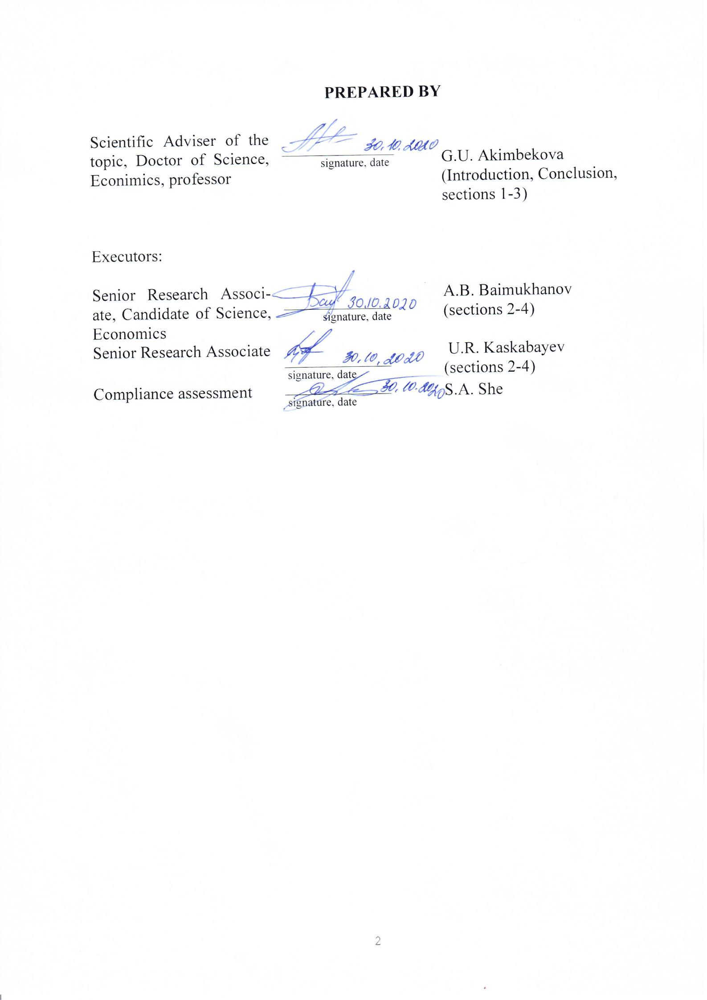 PREPARED BY
Scientific Adviser of the
topic, Doctor of Science,
Econimics, professor
30.10.2020
signature, date
G.U. Akimbekova
(Introduction, Conclusion,
sections 1-3)
Executors:
Senior Research Associ-
ate, Candidate of Science,
Economics
30.10.2020
signature, date
A.B. Baimukhanov
(sections 2-4)
Senior Research Associate
30.10.2020
signature, date
U.R. Kaskabayev
(sections 2-4)
Compliance assessment
30.10.2020
signature, date
S.A. She
2